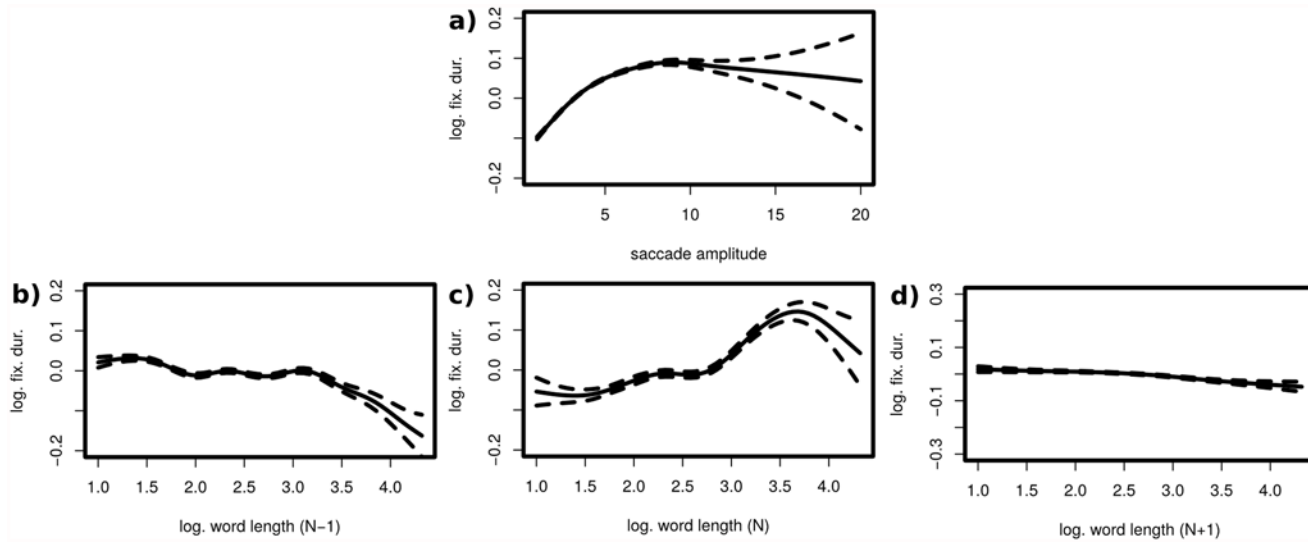 a)
log. fix. dur.
0.2
0.1
0.0
−0.2
5
10
15
20
saccade amplitude
b)
log. fix. dur.
0.2
0.1
0.0
−0.2
1.0 1.5 2.0 2.5 3.0 3.5 4.0
log. word length (N−1)
c)
log. fix. dur.
0.2
0.1
0.0
−0.2
1.0 1.5 2.0 2.5 3.0 3.5 4.0
log. word length (N)
d)
log. fix. dur.
0.3
0.1
−0.1
−0.3
1.0 1.5 2.0 2.5 3.0 3.5 4.0
log. word length (N+1)